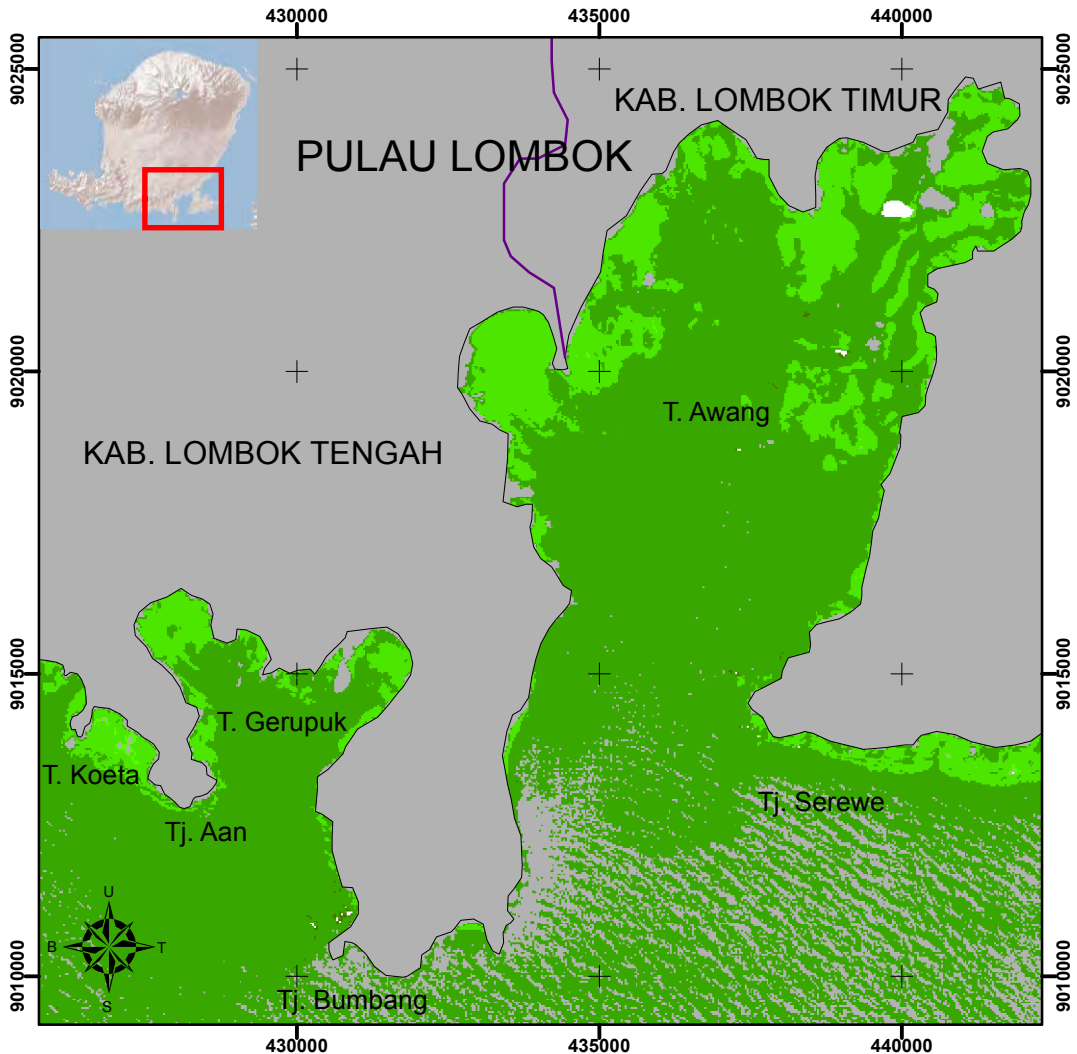 430000
435000
440000
9025000
9025000
KAB. LOMBOK TIMUR
PULAU LOMBOK
9020000
9020000
T. Awang
KAB. LOMBOK TENGAH
9015000
9015000
T. Gerupuk
T. Koeta
Tj. Serewe
Tj. Aan
U
B
T
S
9010000
9010000
Tj. Bumbang
430000
435000
440000